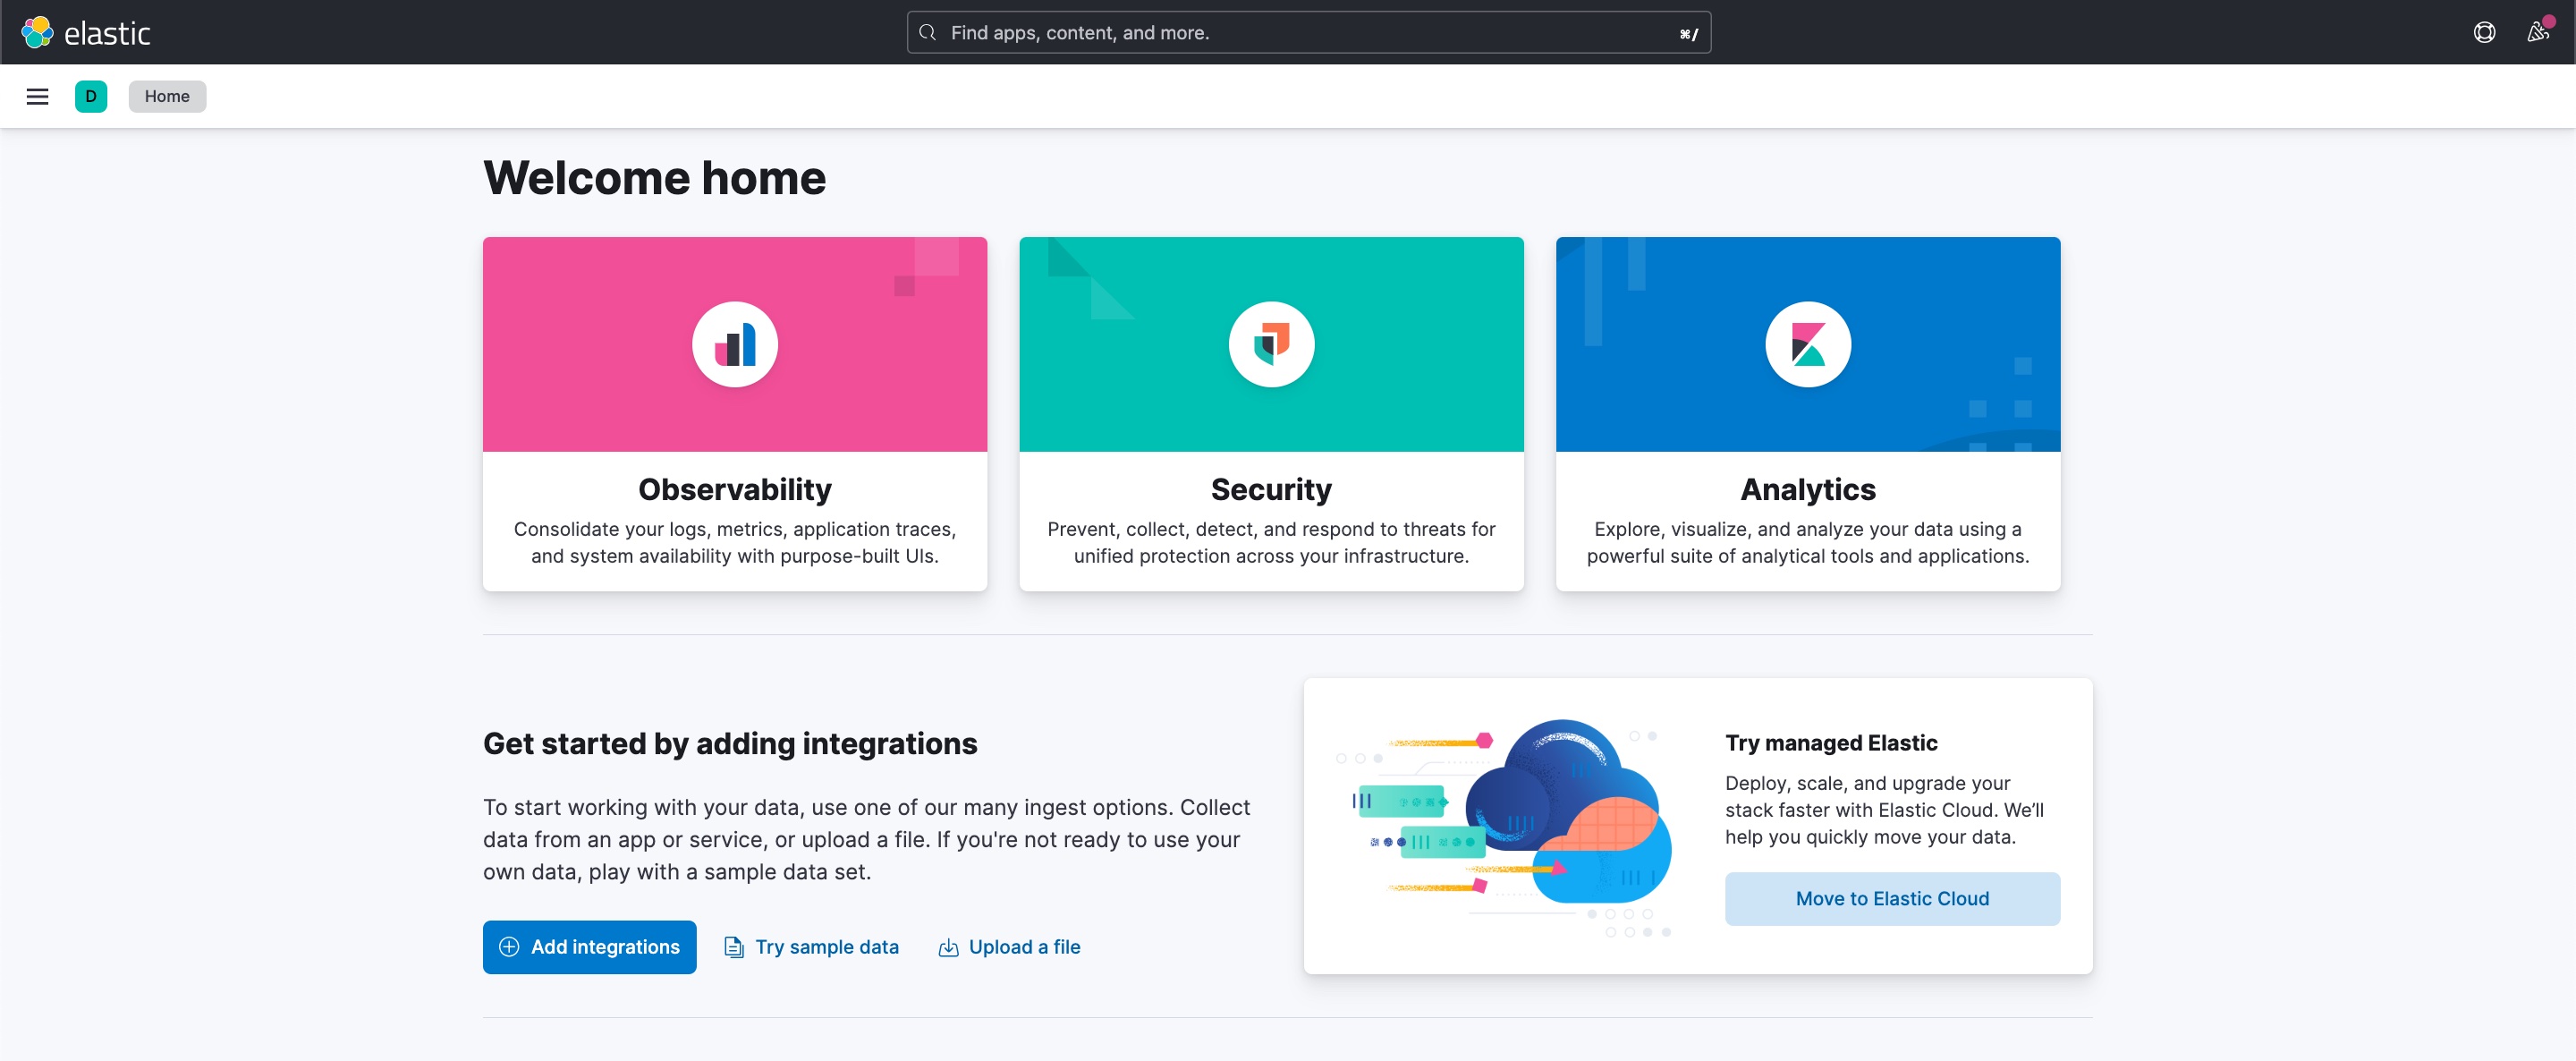 elastic
Find apps, content, and more.
⌘/
D
Home
Welcome home
Observability
Consolidate your logs, metrics, application traces,
and system availability with purpose-built UIs.
Security
Prevent, collect, detect, and respond to threats for
unified protection across your infrastructure.
Analytics
Explore, visualize, and analyze your data using a
powerful suite of analytical tools and applications.
Get started by adding integrations
To start working with your data, use one of our many ingest options. Collect
data from an app or service, or upload a file. If you're not ready to use your
own data, play with a sample data set.
Add integrations
Try sample data
Upload a file
Try managed Elastic
Deploy, scale, and upgrade your
stack faster with Elastic Cloud. We’ll
help you quickly move your data.
Move to Elastic Cloud